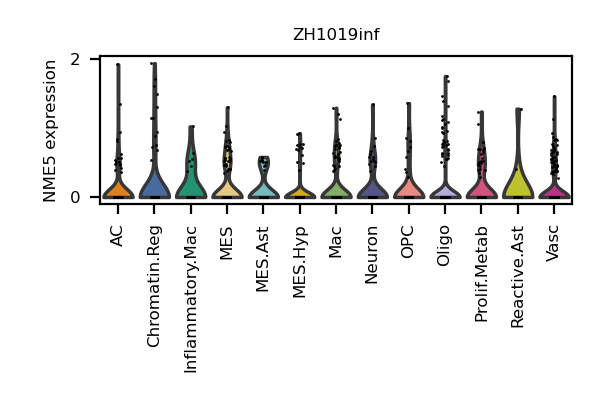 ZH1019inf
NME5 expression
2
0
AC
Chromatin.Reg
Inflammatory.Mac
MES
MES.Ast
MES.Hyp
Mac
Neuron
OPC
Oligo
Prolif.Metab
Reactive.Ast
Vasc